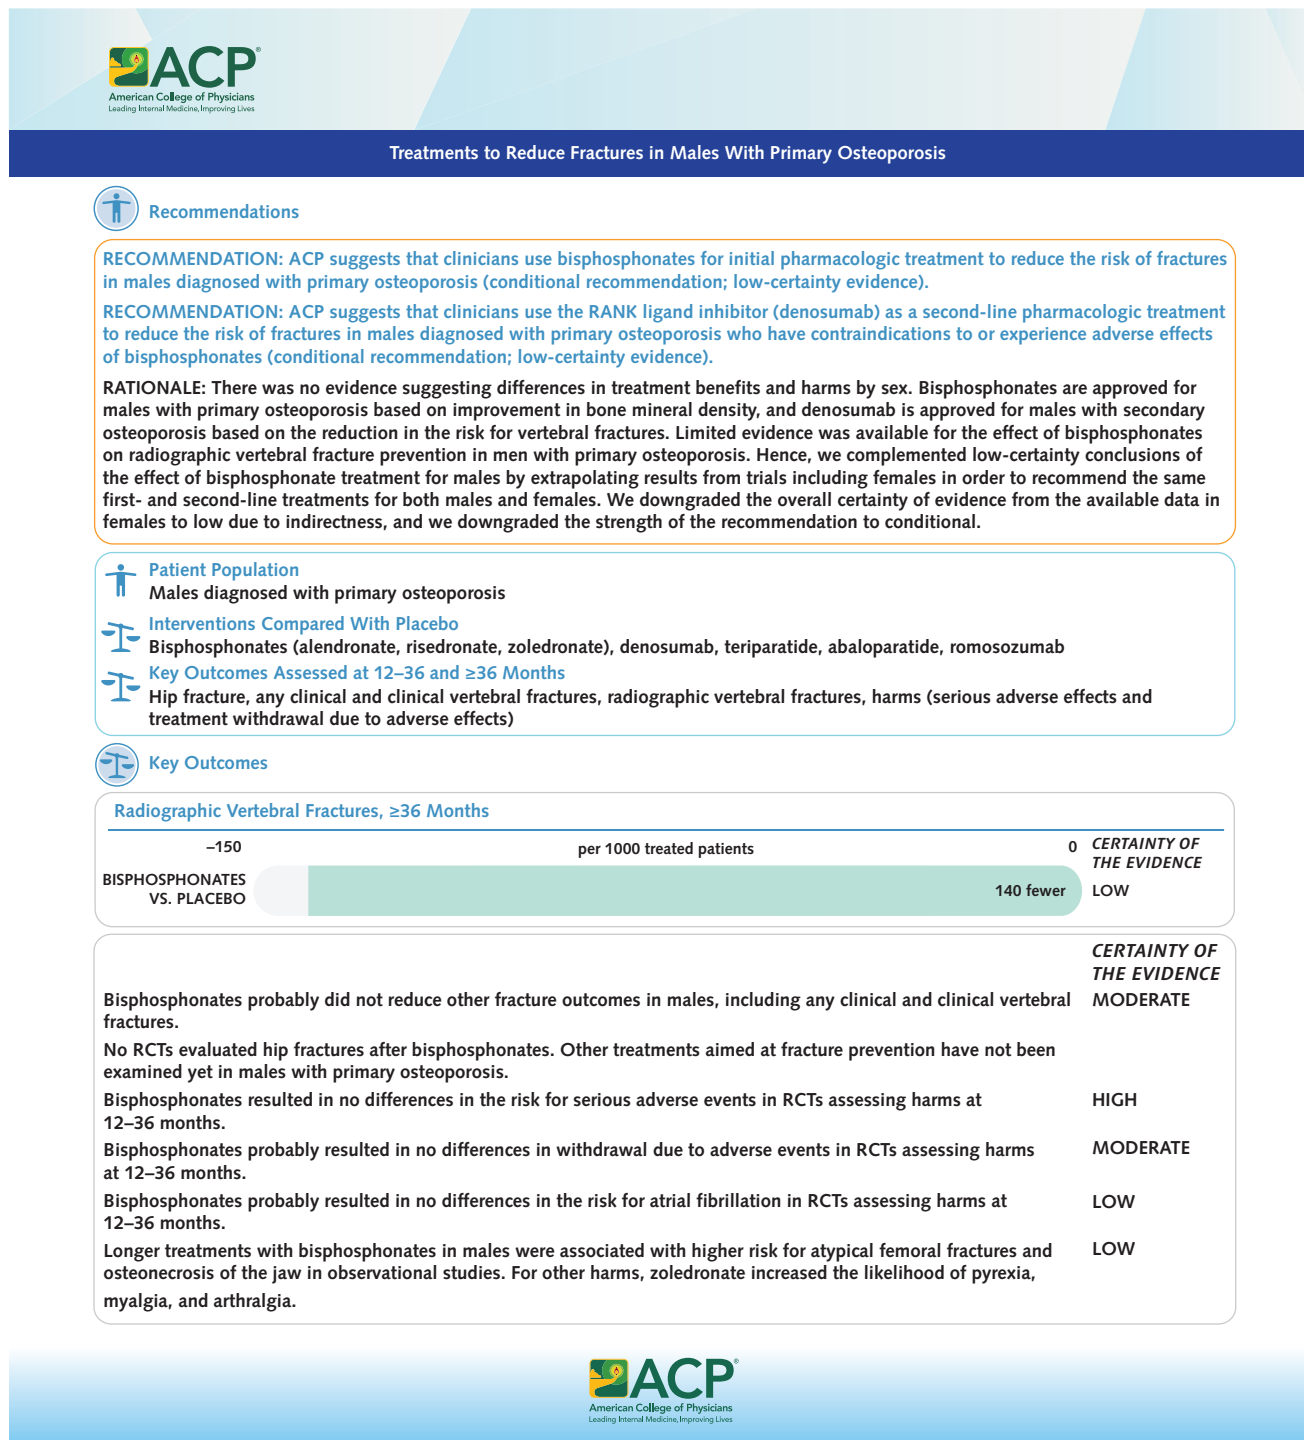 ACP®
American College of Physicians
Leading Internal Medicine, Improving Lives
Treatments to Reduce Fractures in Males With Primary Osteoporosis
Recommendations
RECOMMENDATION: ACP suggests that clinicians use bisphosphonates for initial pharmacologic treatment to reduce the risk of fractures
in males diagnosed with primary osteoporosis (conditional recommendation; low-certainty evidence).
RECOMMENDATION: ACP suggests that clinicians use the RANK ligand inhibitor (denosumab) as a second-line pharmacologic treatment
to reduce the risk of fractures in males diagnosed with primary osteoporosis who have contraindications to or experience adverse effects
of bisphosphonates (conditional recommendation; low-certainty evidence).
RATIONALE: There was no evidence suggesting differences in treatment benefits and harms by sex. Bisphosphonates are approved for
males with primary osteoporosis based on improvement in bone mineral density, and denosumab is approved for males with secondary
osteoporosis based on the reduction in the risk for vertebral fractures. Limited evidence was available for the effect of bisphosphonates
on radiographic vertebral fracture prevention in men with primary osteoporosis. Hence, we complemented low-certainty conclusions of
the effect of bisphosphonate treatment for males by extrapolating results from trials including females in order to recommend the same
first- and second-line treatments for both males and females. We downgraded the overall certainty of evidence from the available data in
females to low due to indirectness, and we downgraded the strength of the recommendation to conditional.
Patient Population
Males diagnosed with primary osteoporosis
Interventions Compared With Placebo
Bisphosphonates (alendronate, risedronate, zoledronate), denosumab, teriparatide, abaloparatide, romosozumab
Key Outcomes Assessed at 12–36 and ≥36 Months
Hip fracture, any clinical and clinical vertebral fractures, radiographic vertebral fractures, harms (serious adverse effects and
treatment withdrawal due to adverse effects)
Key Outcomes
Radiographic Vertebral Fractures, ≥36 Months
–150 per 1000 treated patients 0 CERTAINTY OF
THE EVIDENCE
BISPHOSPHONATES
VS. PLACEBO
140 fewer LOW
CERTAINTY OF
THE EVIDENCE
Bisphosphonates probably did not reduce other fracture outcomes in males, including any clinical and clinical vertebral MODERATE
fractures.
No RCTs evaluated hip fractures after bisphosphonates. Other treatments aimed at fracture prevention have not been
examined yet in males with primary osteoporosis.
Bisphosphonates resulted in no differences in the risk for serious adverse events in RCTs assessing harms at HIGH
12–36 months.
Bisphosphonates probably resulted in no differences in withdrawal due to adverse events in RCTs assessing harms MODERATE
at 12–36 months.
Bisphosphonates probably resulted in no differences in the risk for atrial fibrillation in RCTs assessing harms at LOW
12–36 months.
Longer treatments with bisphosphonates in males were associated with higher risk for atypical femoral fractures and LOW
osteonecrosis of the jaw in observational studies. For other harms, zoledronate increased the likelihood of pyrexia,
myalgia, and arthralgia.
ACP®
American College of Physicians
Leading Internal Medicine, Improving Lives